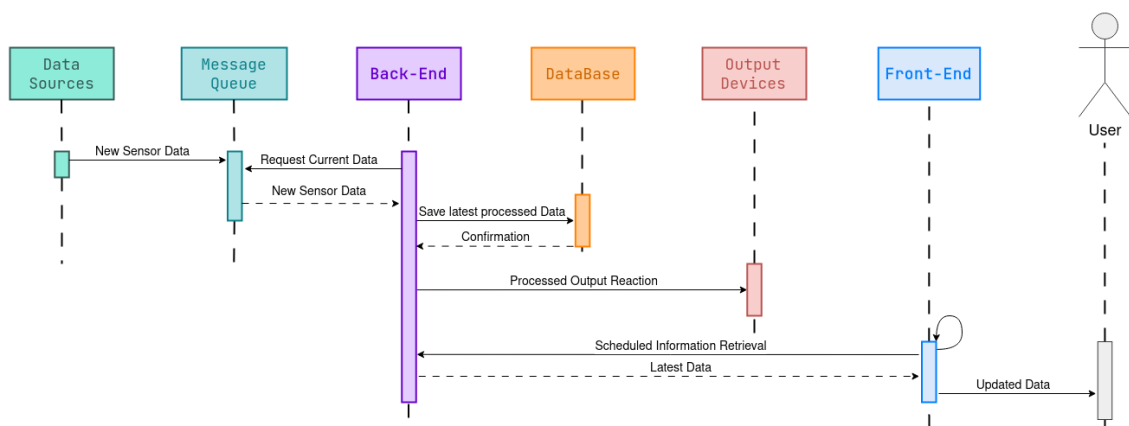 Data
Sources
Message
Queue
Back-End
DataBase
Output
Devices
Front-End
User
New Sensor Data
Request Current Data
New Sensor Data
Save latest processed Data
Confirmation
Processed Output Reaction
Scheduled Information Retrieval
Latest Data
Updated Data